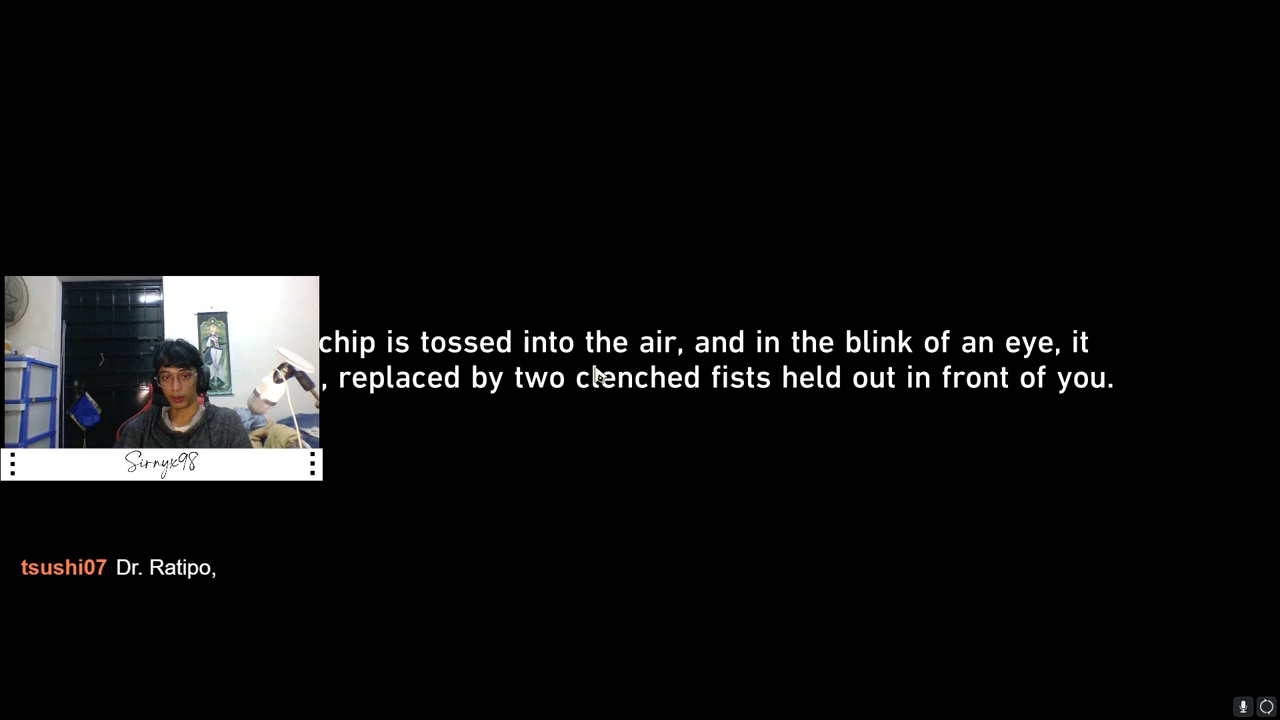 chip is tossed into the air, and in the blink of an eye, it
, replaced by two clenched fists held out in front of you.
Sirnyx98
tsushi07 Dr. Ratipo,